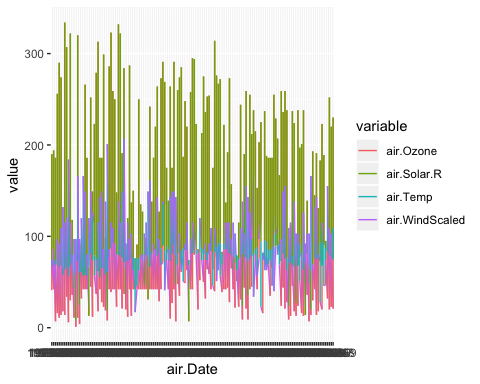 300
200
100
0
value
air.Date
variable
air.Ozone
air.Solar.R
air.Temp
air.WindScaled